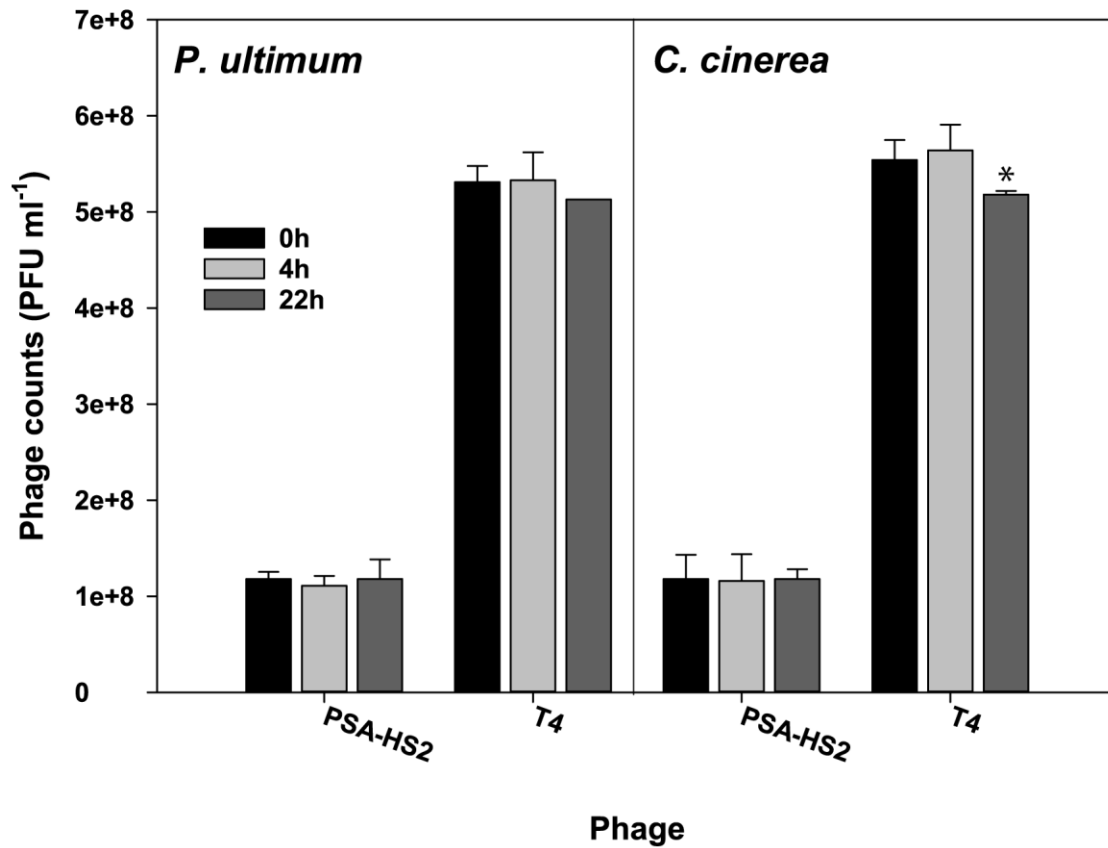 7e+8
6e+8
5e+8
4e+8
3e+8
2e+8
1e+8
0
Phage counts (PFU ml⁻¹)
P. ultimum
C. cinerea
0h
4h
22h
*
PSA-HS2
T4
PSA-HS2
T4
Phage